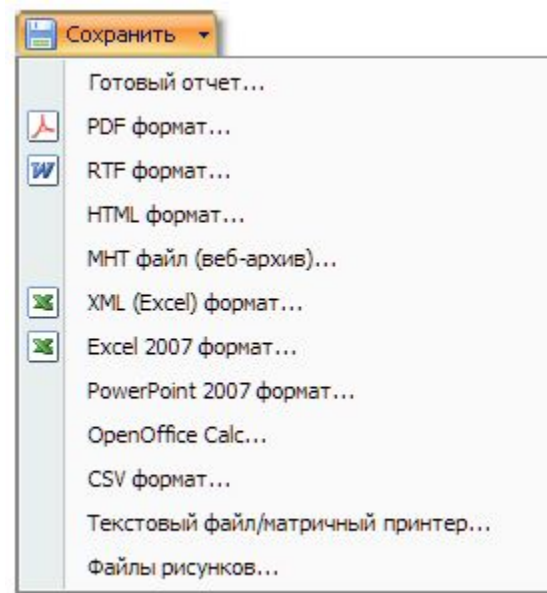 Сохранить
Готовый отчет...
PDF формат...
RTF формат...
HTML формат...
MHT файл (веб-архив)...
XML (Excel) формат...
Excel 2007 формат...
PowerPoint 2007 формат...
OpenOffice Calc...
CSV формат...
Текстовый файл/матричный принтер...
Файлы рисунков...